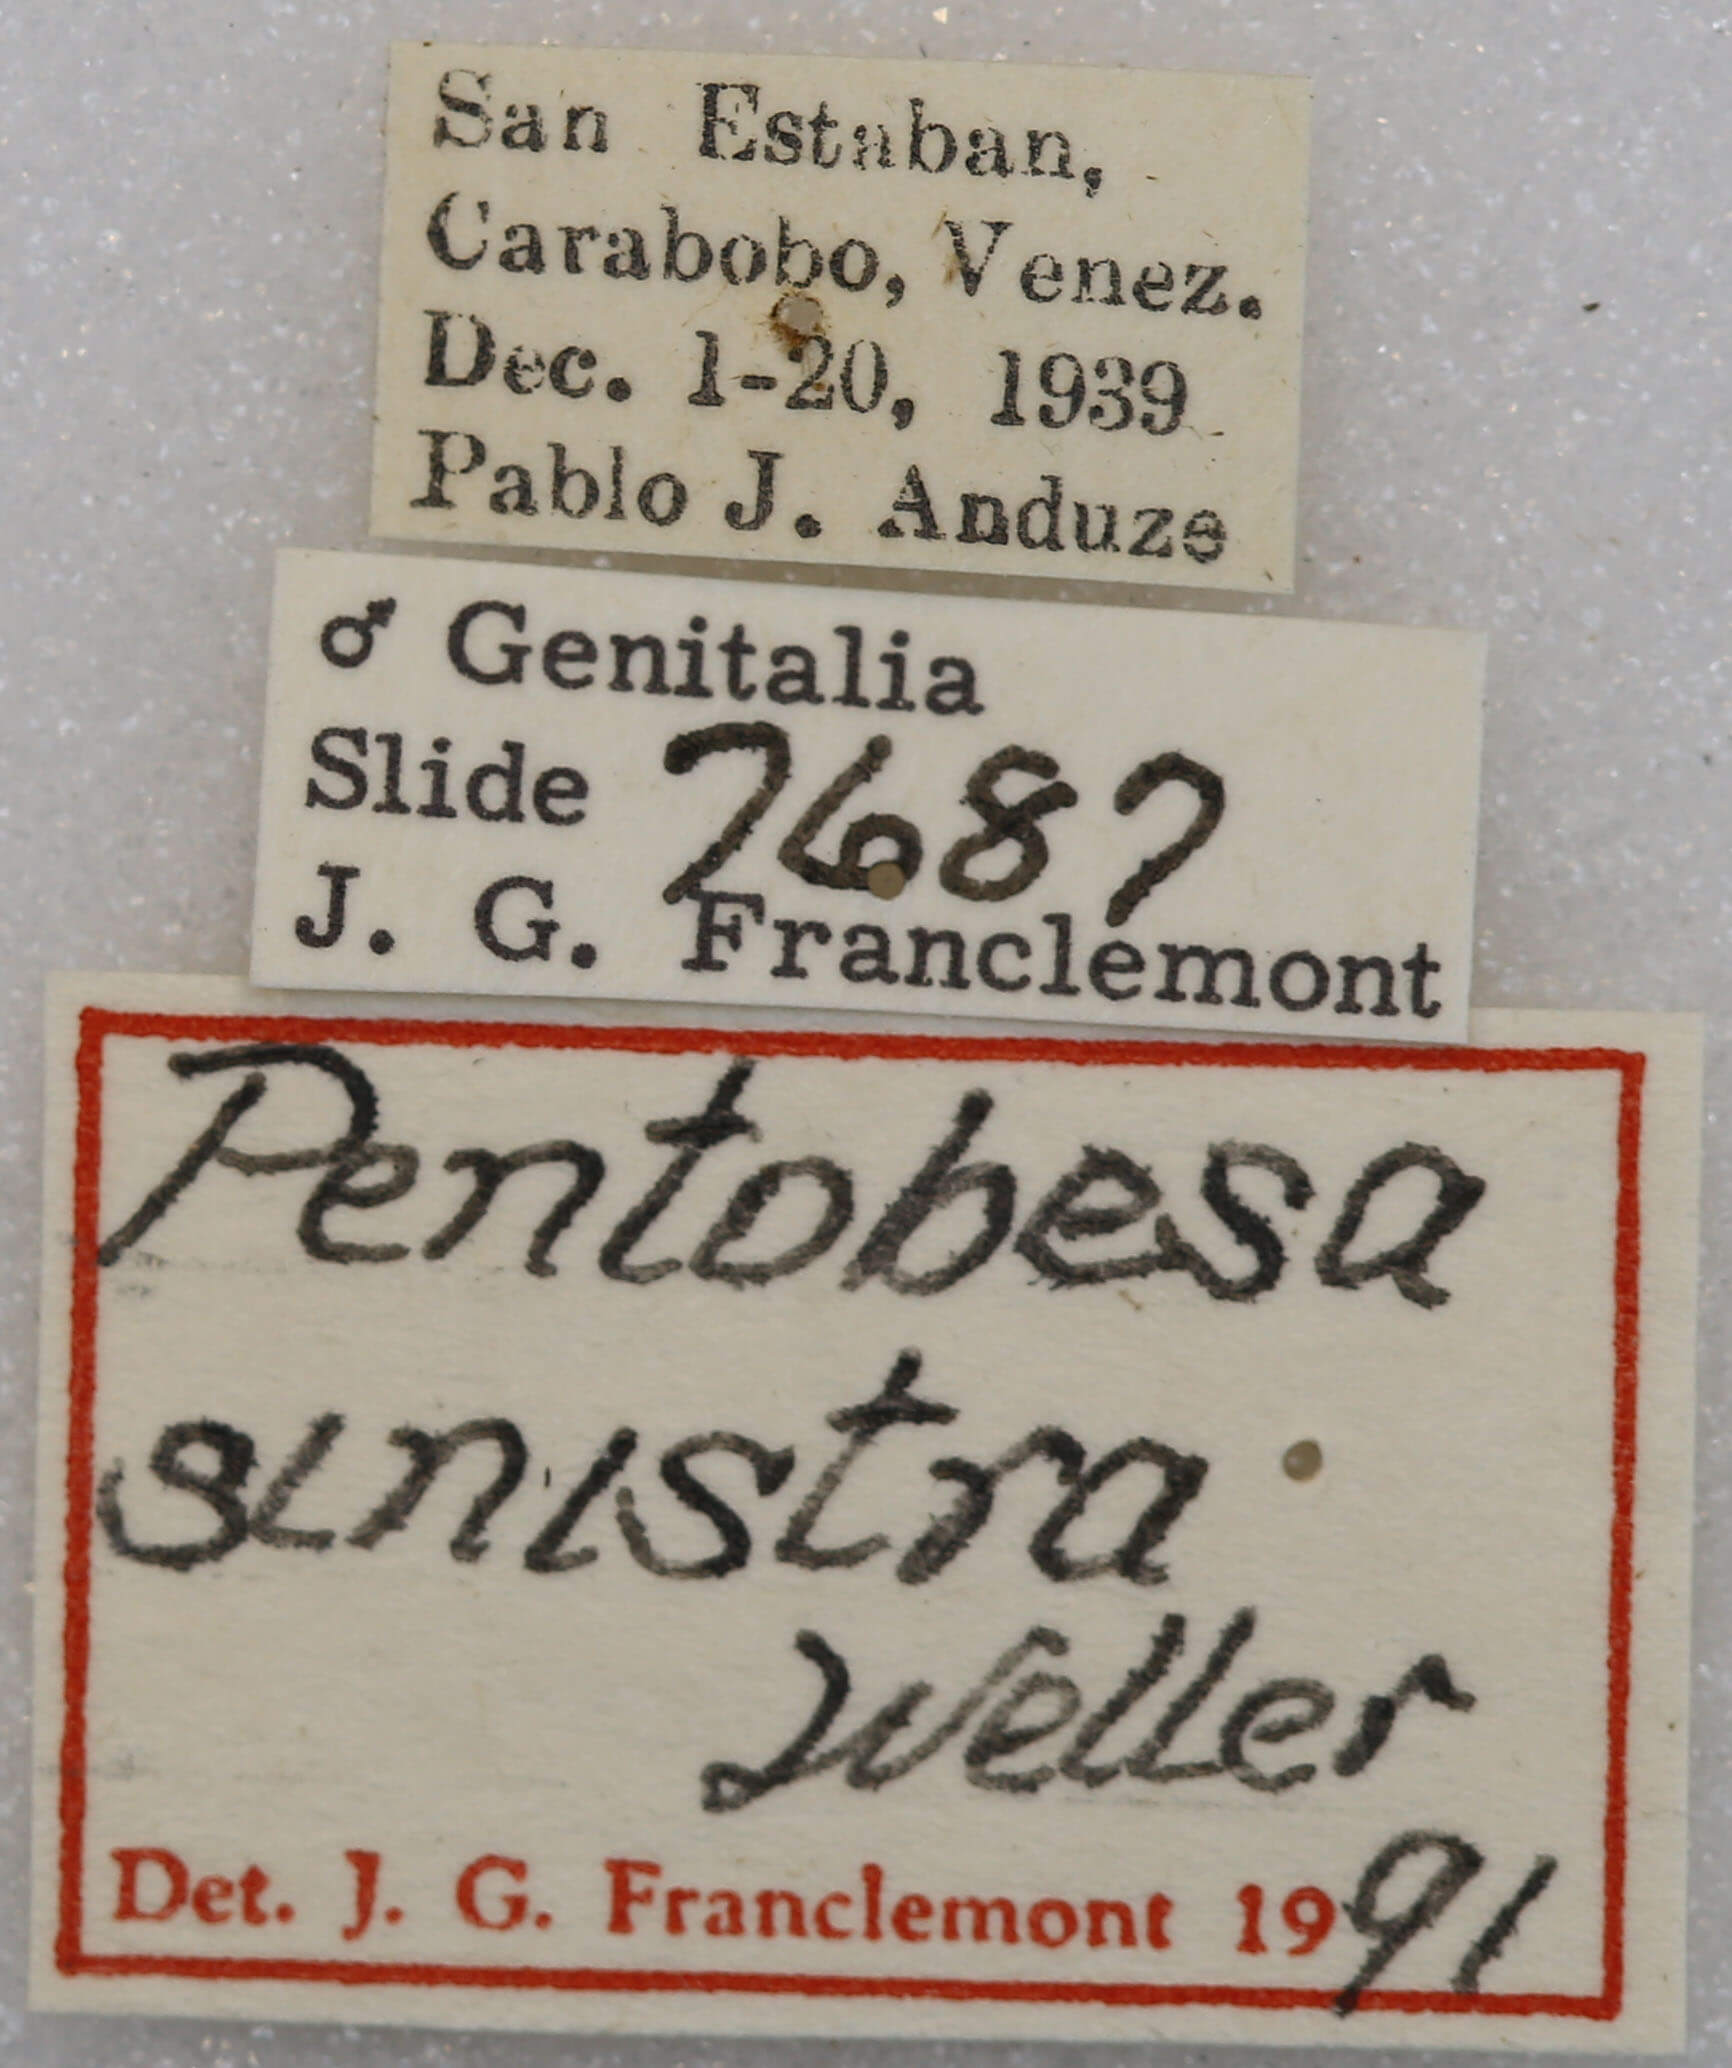 San Estaban,
Carabobo, Venez.
Dec. 1-20, 1939
Pablo J. Anduze
♂ Genitalia
Slide 7687
J. G. Franclemont
Pentobesa
sinistra
Weller
Det. J. G. Franclemont 1991